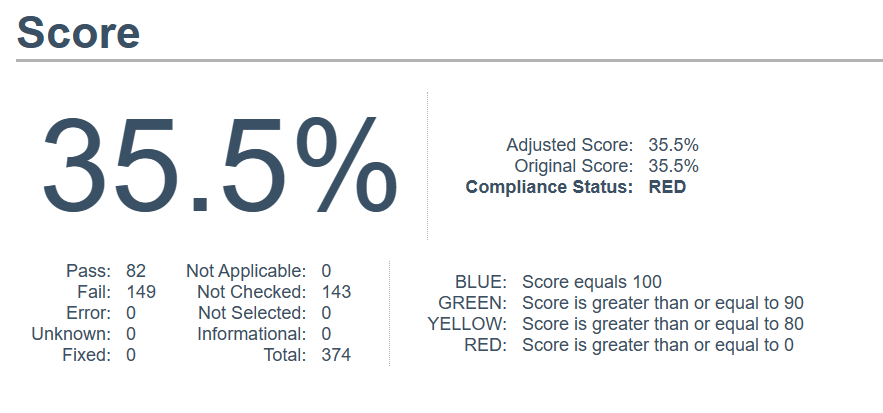 Score
35.5%
Adjusted Score: 35.5%
Original Score: 35.5%
Compliance Status: RED
Pass: 82 Not Applicable: 0
Fail: 149 Not Checked: 143
Error: 0 Not Selected: 0
Unknown: 0 Informational: 0
Fixed: 0 Total: 374
BLUE: Score equals 100
GREEN: Score is greater than or equal to 90
YELLOW: Score is greater than or equal to 80
RED: Score is greater than or equal to 0